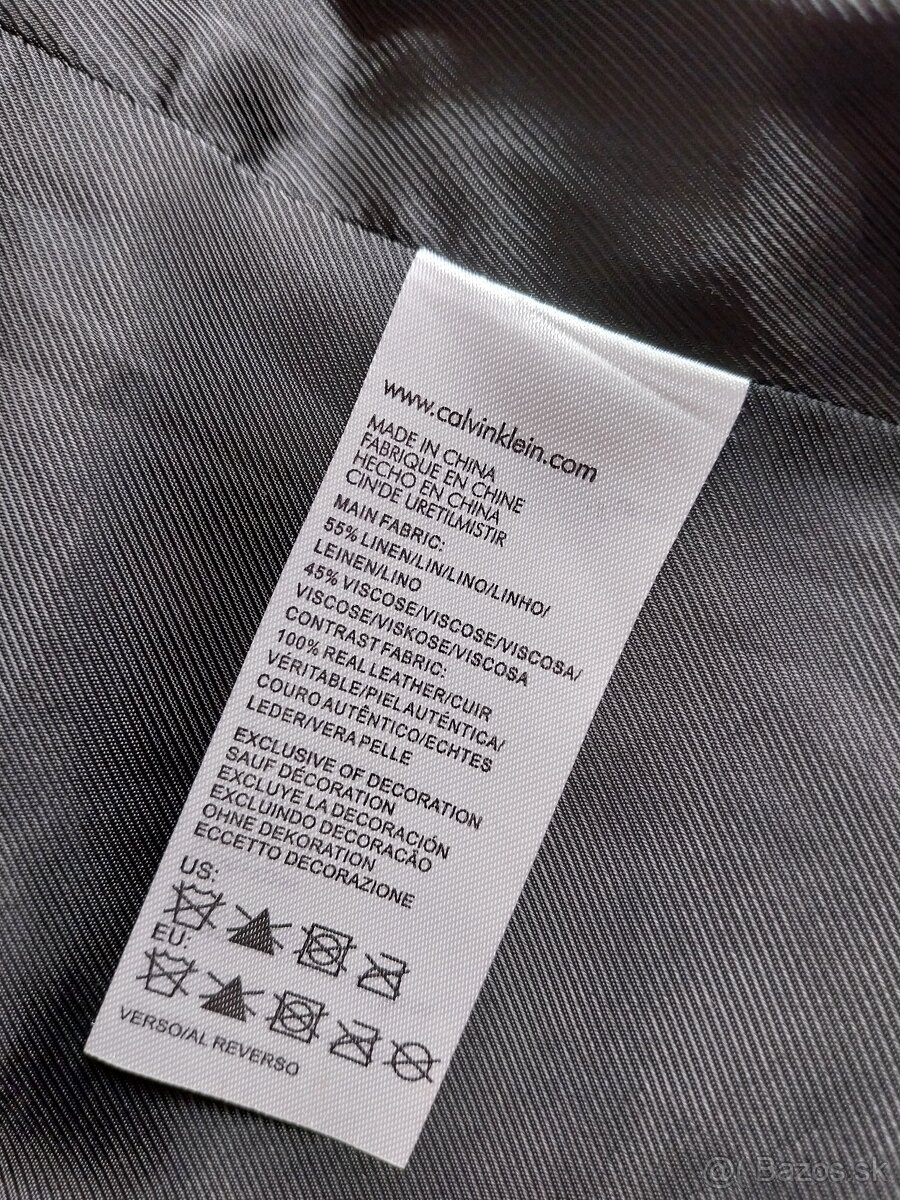 www.calvinklein.com
MADE IN CHINA
FABRIQUE EN CHINE
HECHO EN CHINA
CIN'DE URETILMISTIR
MAIN FABRIC:
55% LINEN/LIN/LINO/LINHO/
LEINEN/LINO
45% VISCOSE/VISCOSE/VISCOSA/
VISCOSE/VISKOSE/VISCOSA
CONTRAST FABRIC:
100% REAL LEATHER/CUIR
VÉRITABLE/PIEL AUTÉNTICA/
COURO AUTÊNTICO/ECHTES
LEDER/VERA PELLE
EXCLUSIVE OF DECORATION
SAUF DÉCORATION
EXCLUYE LA DECORACIÓN
EXCLUINDO DECORACÃO
OHNE DEKORATION
ECCETTO DECORAZIONE
US:
EU:
VERSO/AL REVERSO
@ Bazos.sk